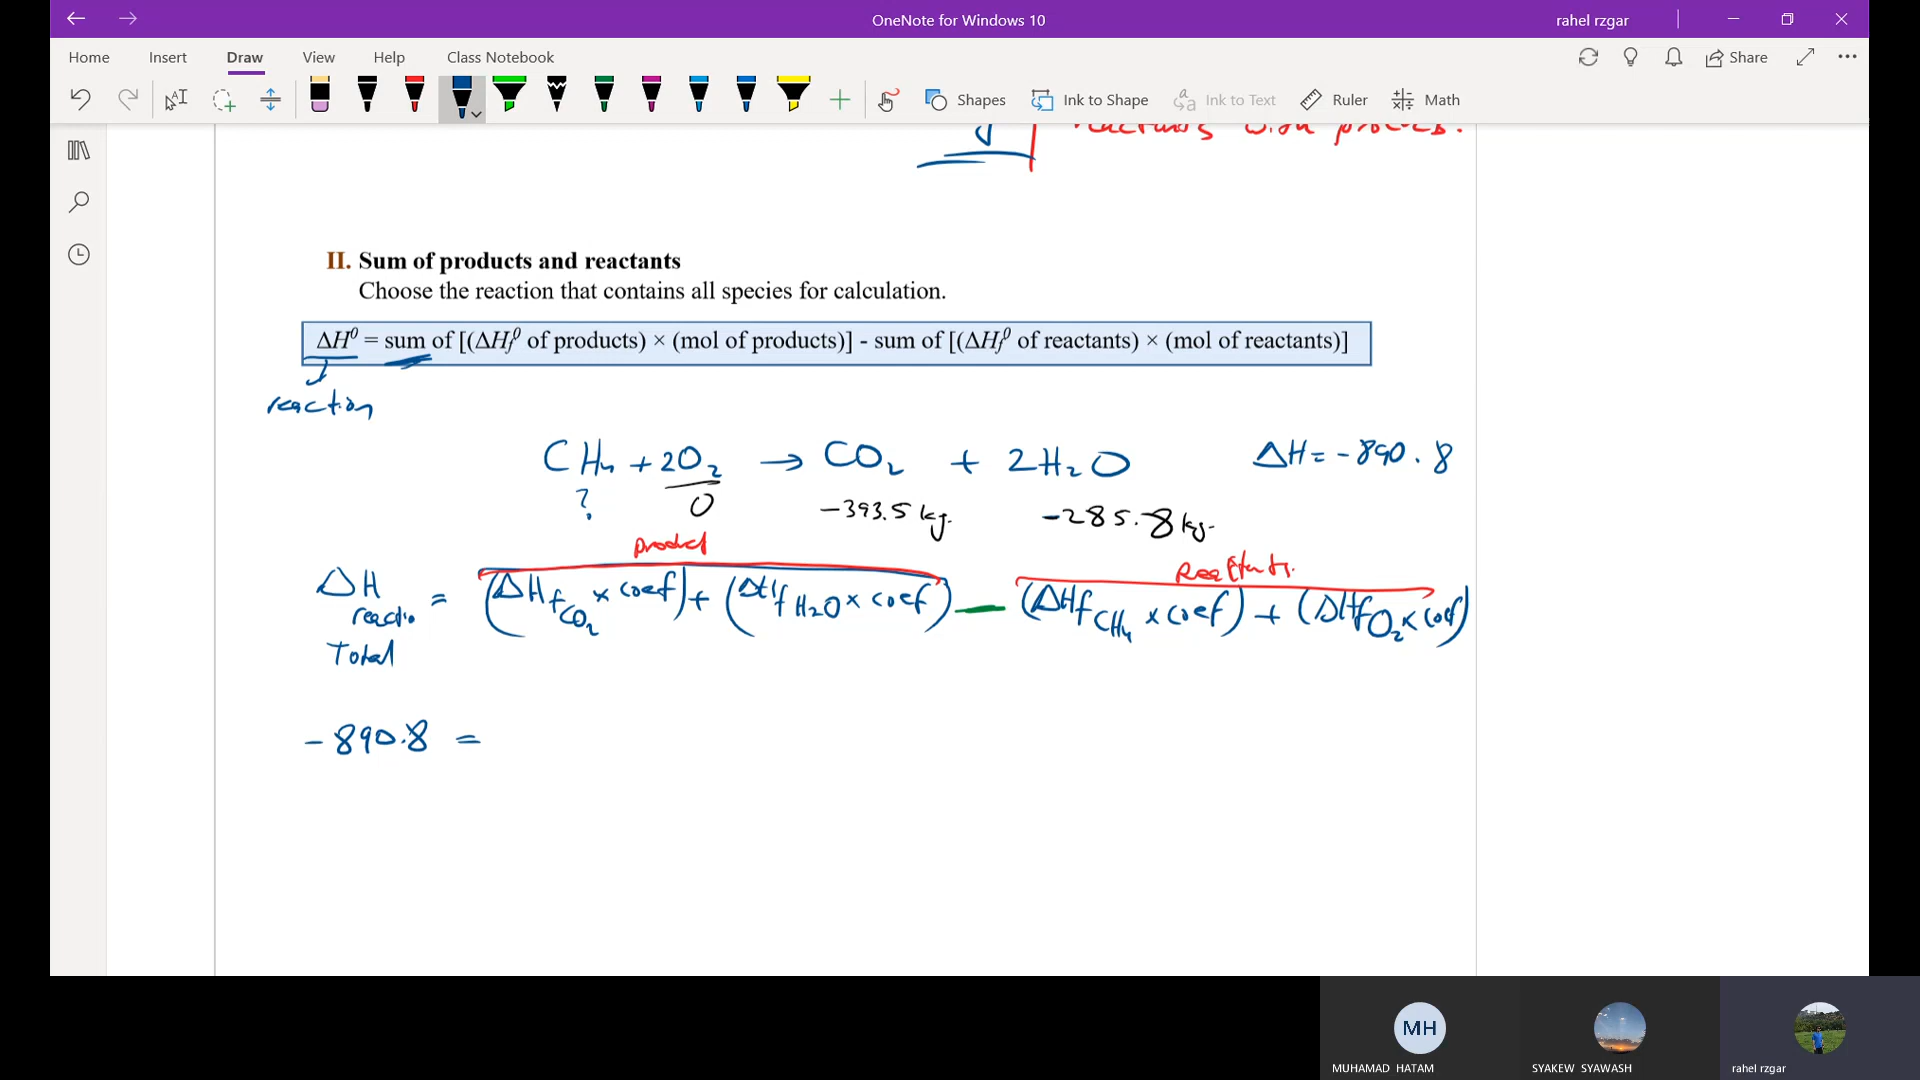 OneNote for Windows 10
rahel rzgar
Home Insert Draw View Help Class Notebook
Share
Shapes Ink to Shape Ink to Text Ruler Math
reactants with products.
II. Sum of products and reactants
Choose the reaction that contains all species for calculation.
ΔH⁰ = sum of [(ΔHf⁰ of products) × (mol of products)] - sum of [(ΔHf⁰ of reactants) × (mol of reactants)]
reaction
CH₄ + 2O₂ → CO₂ + 2H₂O ΔH = -890.8
? 0 -393.5 kJ. -285.8 kJ.
product Reactants.
ΔH reactio Total = (ΔHf CO₂ × coef) + (ΔHf H₂O × coef) — (ΔHf CH₄ × coef) + (ΔHf O₂ × coef)
-890.8 =
MH
MUHAMAD HATAM SYAKEW SYAWASH rahel rzgar